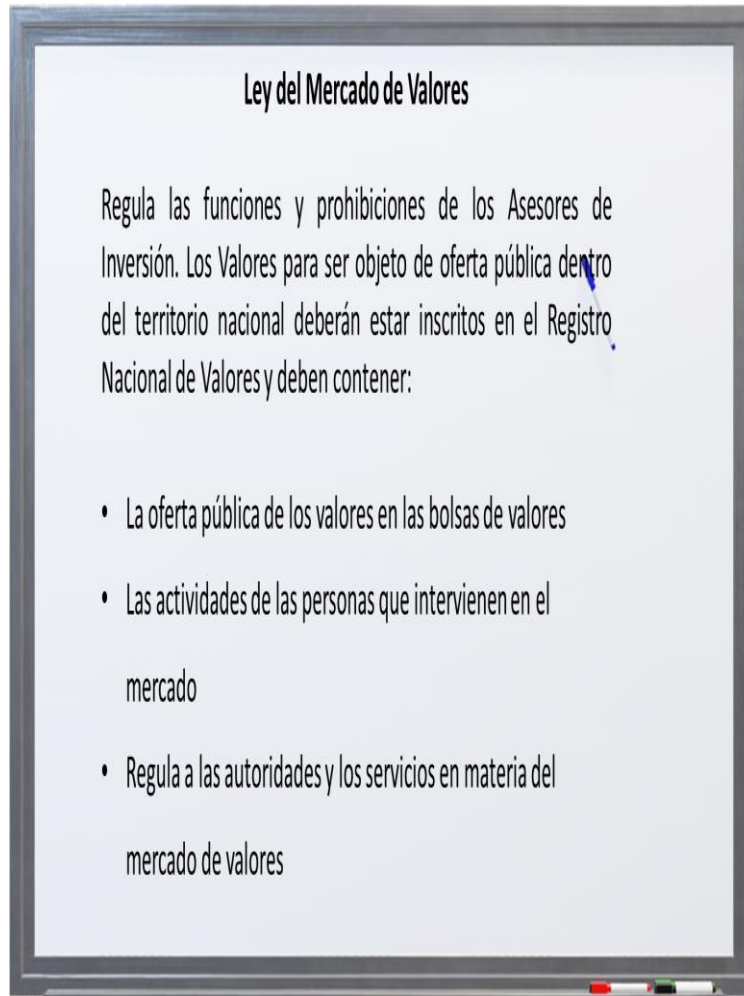 Ley del Mercado de Valores
Regula las funciones y prohibiciones de los Asesores de
Inversión. Los Valores para ser objeto de oferta pública dentro
del territorio nacional deberán estar inscritos en el Registro
Nacional de Valores y deben contener:
• La oferta pública de los valores en las bolsas de valores
• Las actividades de las personas que intervienen en el
mercado
• Regula a las autoridades y los servicios en materia del
mercado de valores